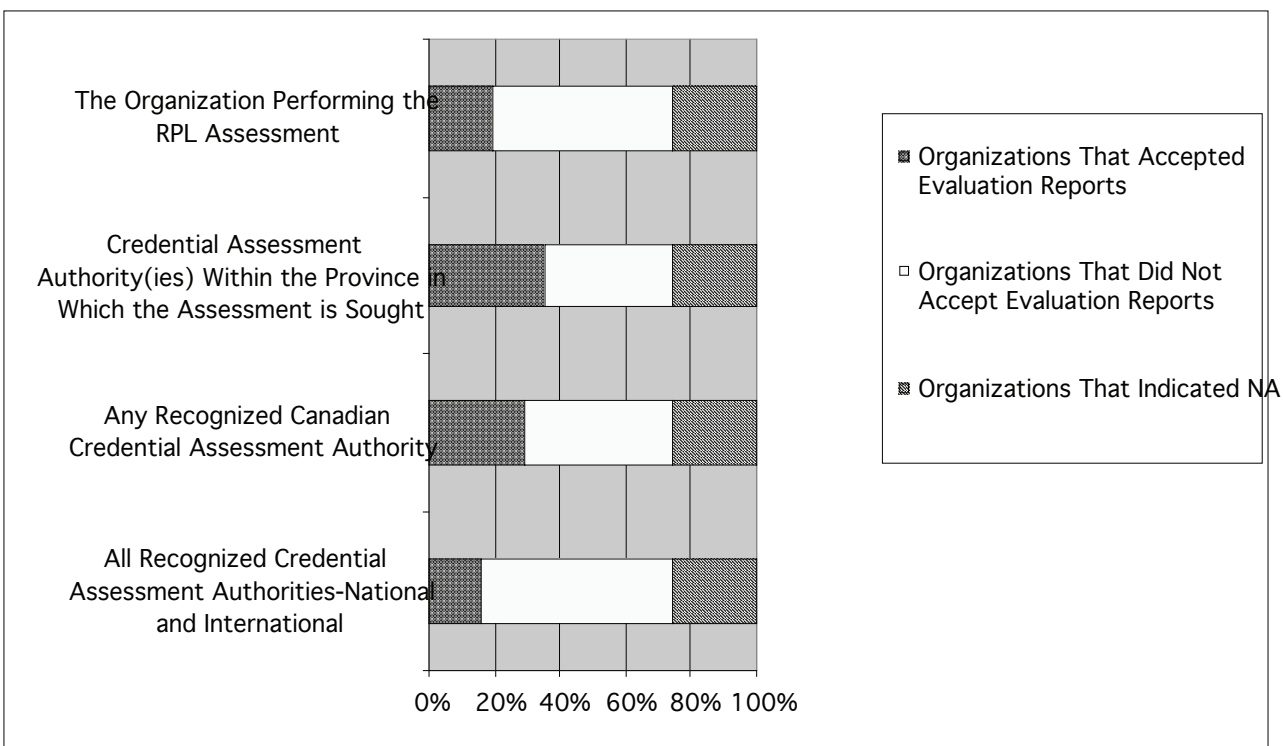 The Organization Performing the
RPL Assessment
Credential Assessment
Authority(ies) Within the Province in
Which the Assessment is Sought
Any Recognized Canadian
Credential Assessment Authority
All Recognized Credential
Assessment Authorities-National
and International
0% 20% 40% 60% 80% 100%
Organizations That Accepted
Evaluation Reports
Organizations That Did Not
Accept Evaluation Reports
Organizations That Indicated NA